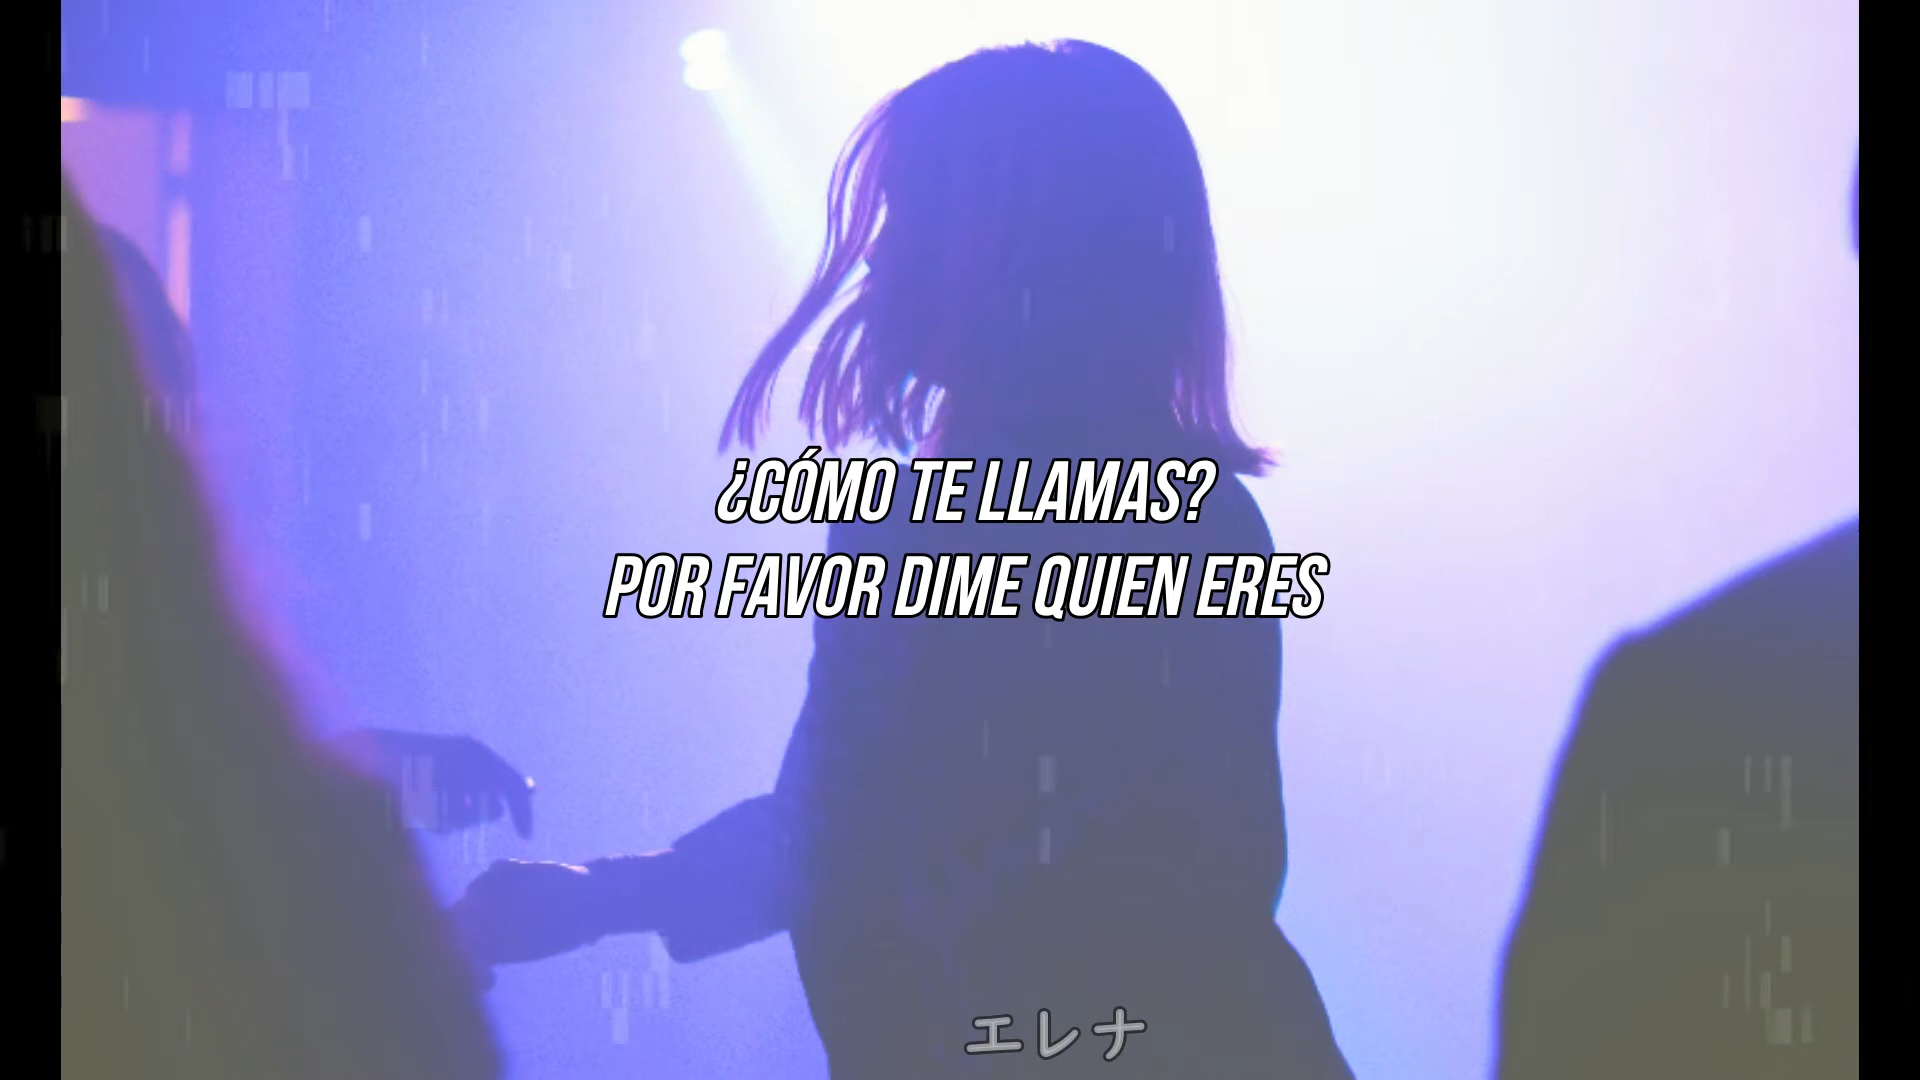 ¿CÓMO TE LLAMAS?
POR FAVOR DIME QUIEN ERES
エレナ